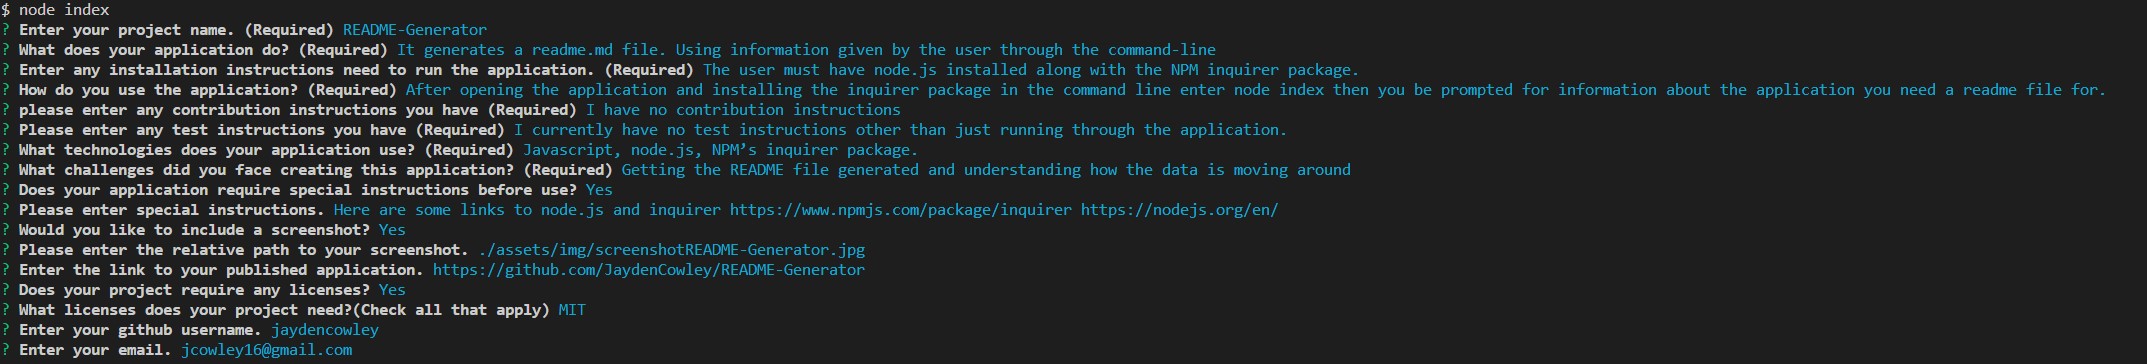 $ node index
? Enter your project name. (Required) README-Generator
? What does your application do? (Required) It generates a readme.md file. Using information given by the user through the command-line
? Enter any installation instructions need to run the application. (Required) The user must have node.js installed along with the NPM inquirer package.
? How do you use the application? (Required) After opening the application and installing the inquirer package in the command line enter node index then you be prompted for information about the application you need a readme file for.
? please enter any contribution instructions you have (Required) I have no contribution instructions
? Please enter any test instructions you have (Required) I currently have no test instructions other than just running through the application.
? What technologies does your application use? (Required) Javascript, node.js, NPM’s inquirer package.
? What challenges did you face creating this application? (Required) Getting the README file generated and understanding how the data is moving around
? Does your application require special instructions before use? Yes
? Please enter special instructions. Here are some links to node.js and inquirer https://www.npmjs.com/package/inquirer https://nodejs.org/en/
? Would you like to include a screenshot? Yes
? Please enter the relative path to your screenshot. ./assets/img/screenshotREADME-Generator.jpg
? Enter the link to your published application. https://github.com/JaydenCowley/README-Generator
? Does your project require any licenses? Yes
? What licenses does your project need?(Check all that apply) MIT
? Enter your github username. jaydencowley
? Enter your email. jcowley16@gmail.com